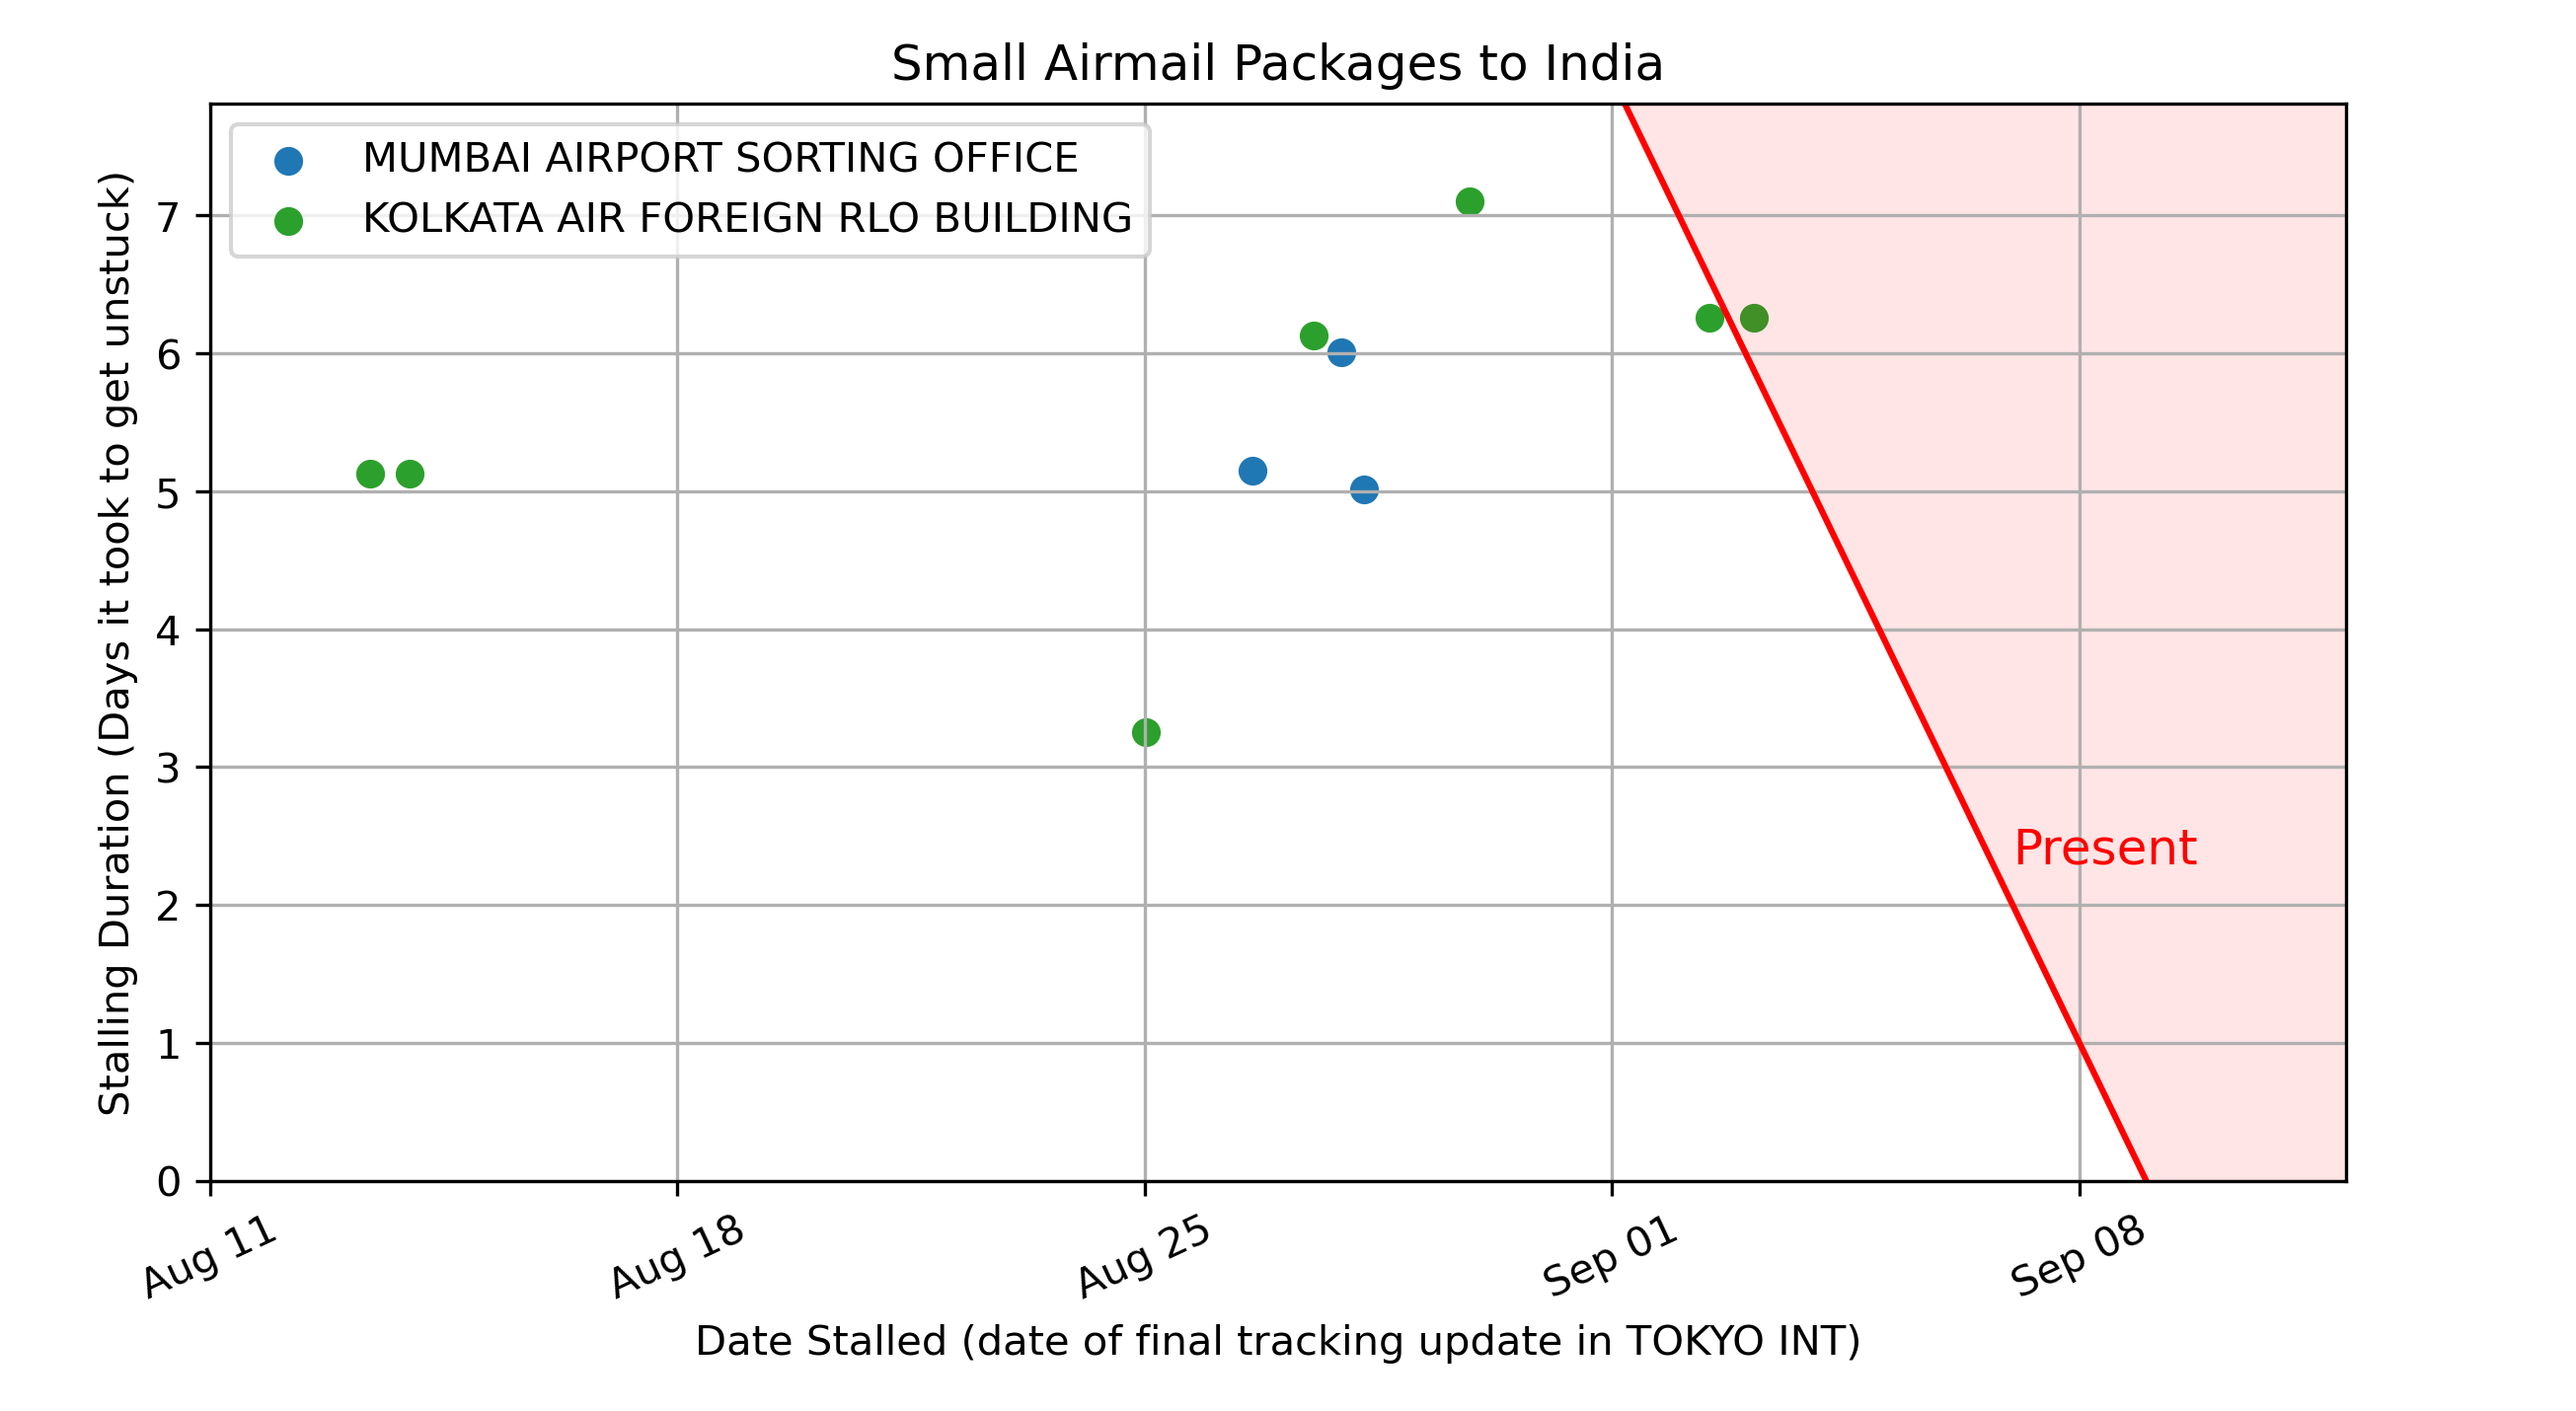 Small Airmail Packages to India
MUMBAI AIRPORT SORTING OFFICE
KOLKATA AIR FOREIGN RLO BUILDING
Stalling Duration (Days it took to get unstuck)
7
6
5
4
3
2
1
0
Present
Aug 11
Aug 18
Aug 25
Sep 01
Sep 08
Date Stalled (date of final tracking update in TOKYO INT)